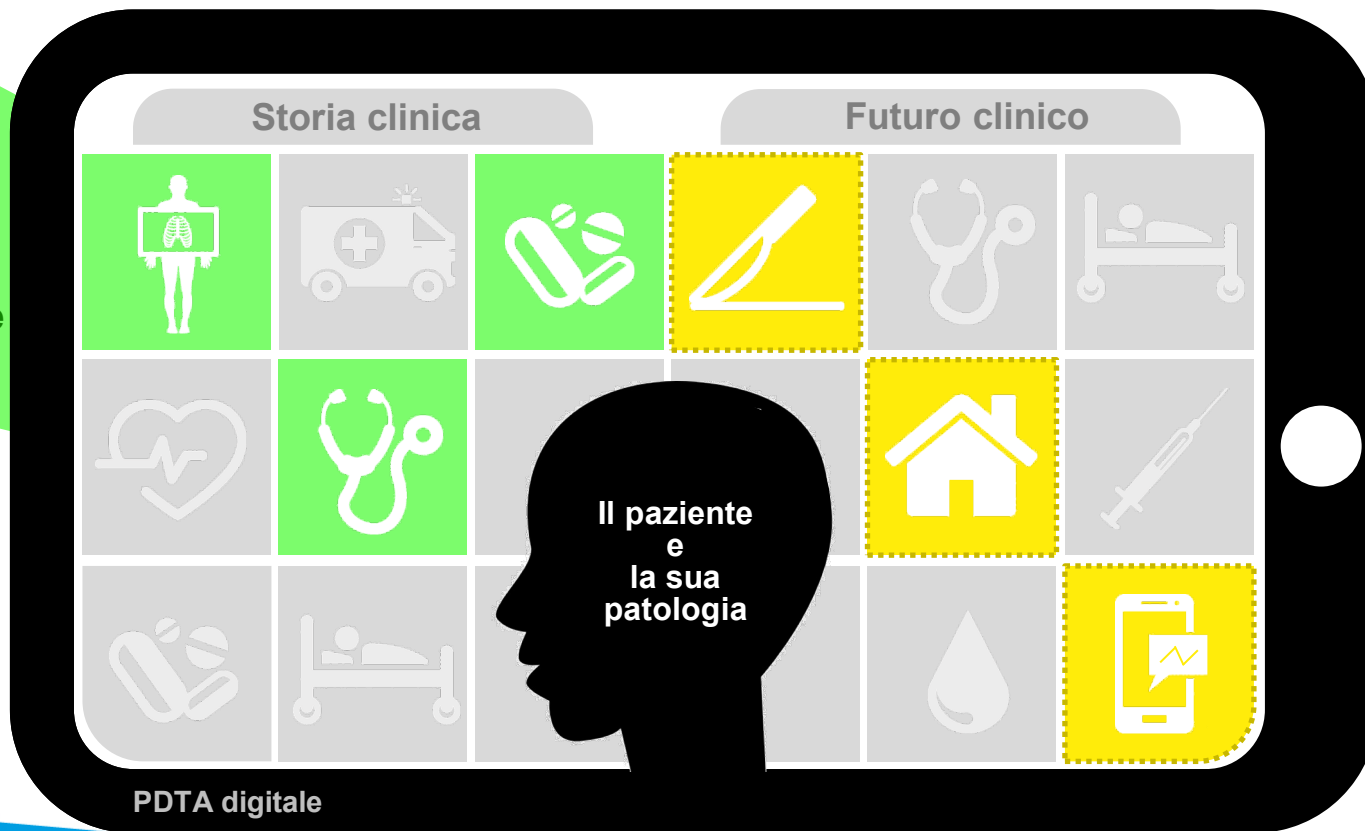 Storia clinica
Futuro clinico
Il paziente
e
la sua
patologia
PDTA digitale